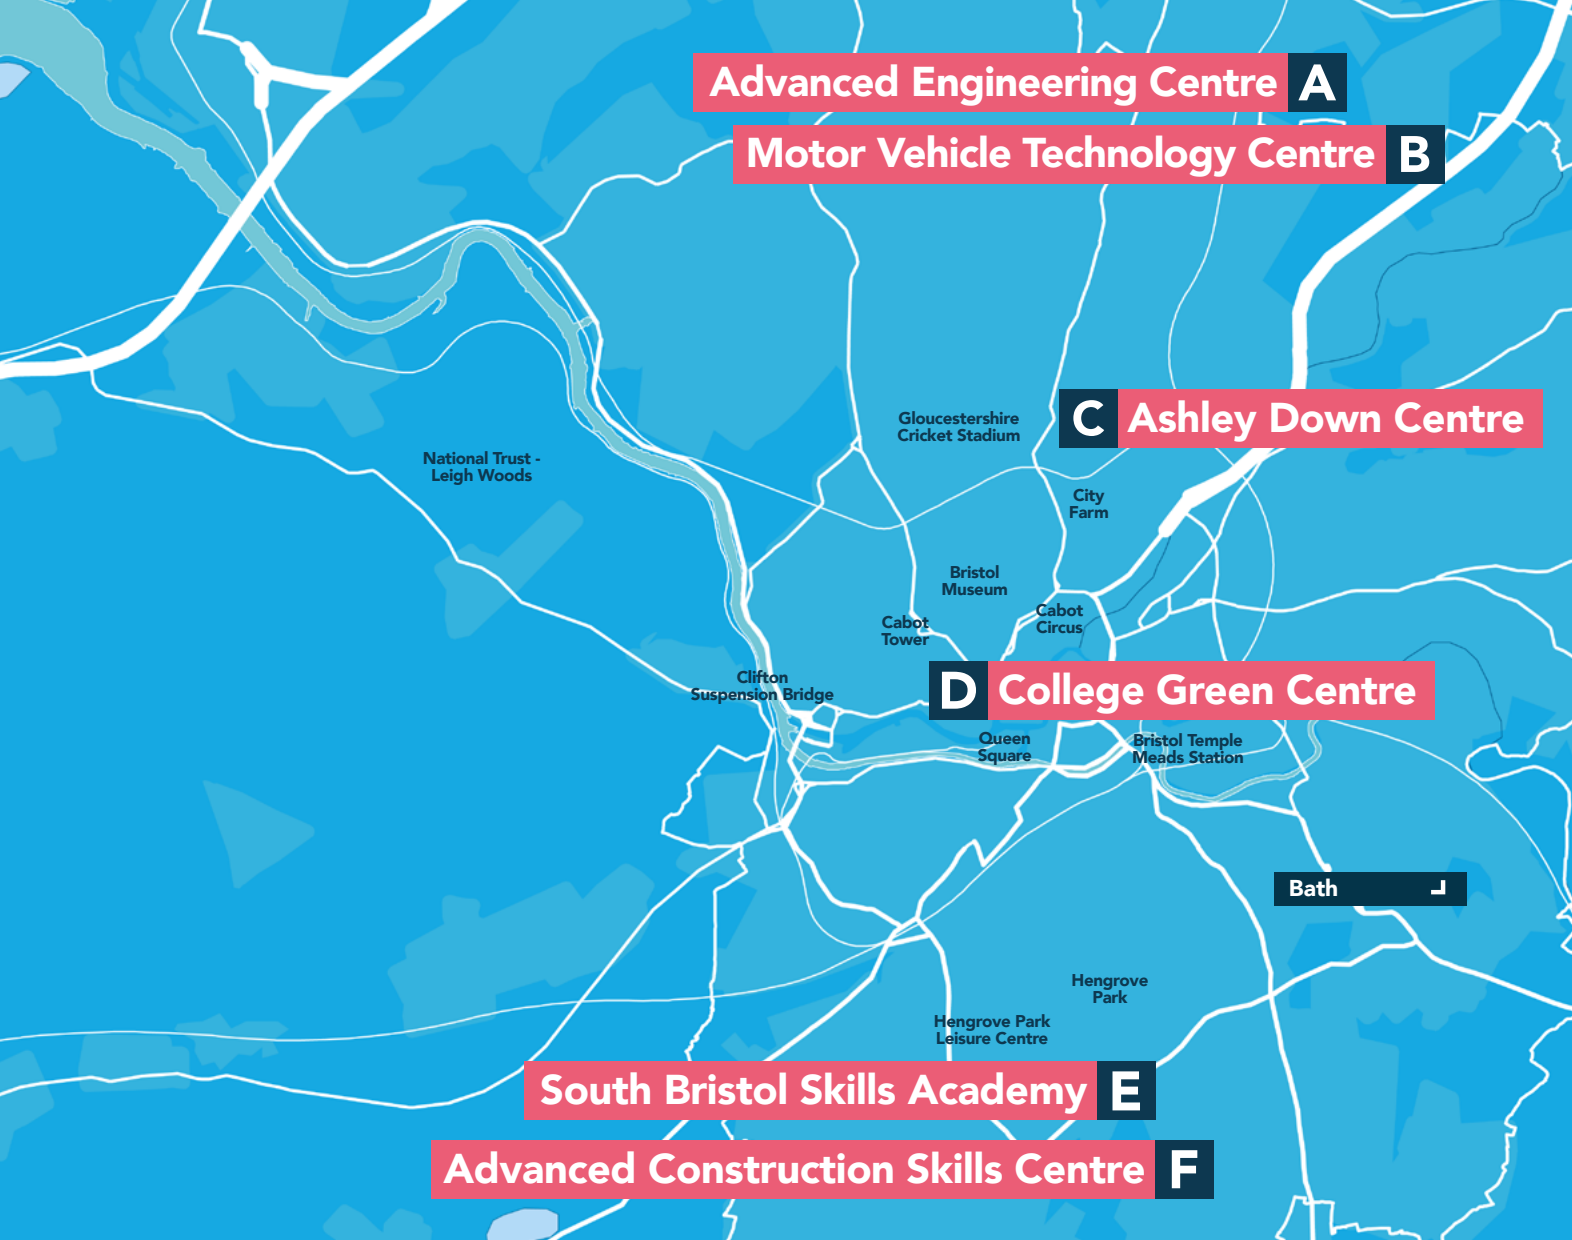 Advanced Engineering Centre A
Motor Vehicle Technology Centre B
C Ashley Down Centre
Gloucestershire
Cricket Stadium
National Trust -
Leigh Woods
City
Farm
Bristol
Museum
Cabot
Circus
Cabot
Tower
Clifton
Suspension Bridge
D College Green Centre
Queen
Square
Bristol Temple
Meads Station
Bath
Hengrove
Park
Hengrove Park
Leisure Centre
South Bristol Skills Academy E
Advanced Construction Skills Centre F